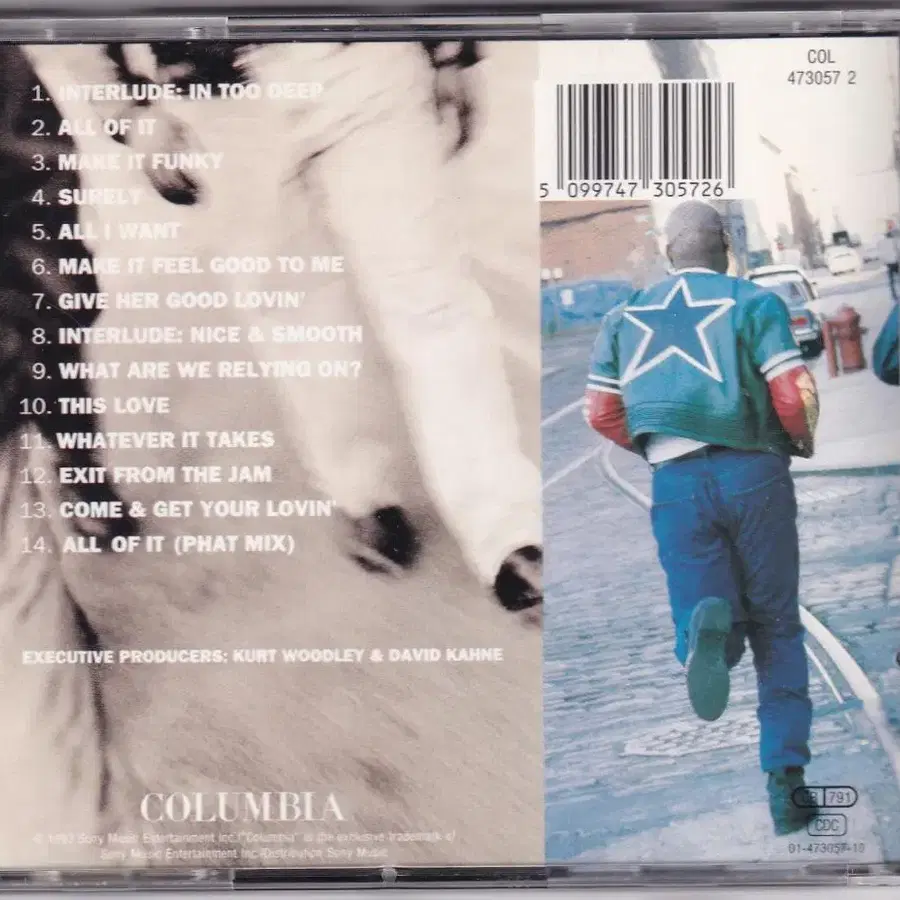 1. INTERLUDE: IN TOO DEEP
2. ALL OF IT
3. MAKE IT FUNKY
4. SURELY
5. ALL I WANT
6. MAKE IT FEEL GOOD TO ME
7. GIVE HER GOOD LOVIN'
8. INTERLUDE: NICE & SMOOTH
9. WHAT ARE WE RELYING ON?
10. THIS LOVE
11. WHATEVER IT TAKES
12. EXIT FROM THE JAM
13. COME & GET YOUR LOVIN'
14. ALL OF IT (PHAT MIX)
EXECUTIVE PRODUCERS: KURT WOODLEY & DAVID KAHNE
COLUMBIA
Sony Music Entertainment Inc./"Columbia" is the exclusive trademark of
Sony Music Entertainment Inc./Distribution Sony Music
COL
473057 2
5 099747 305726
791
CDC
01-473057-10